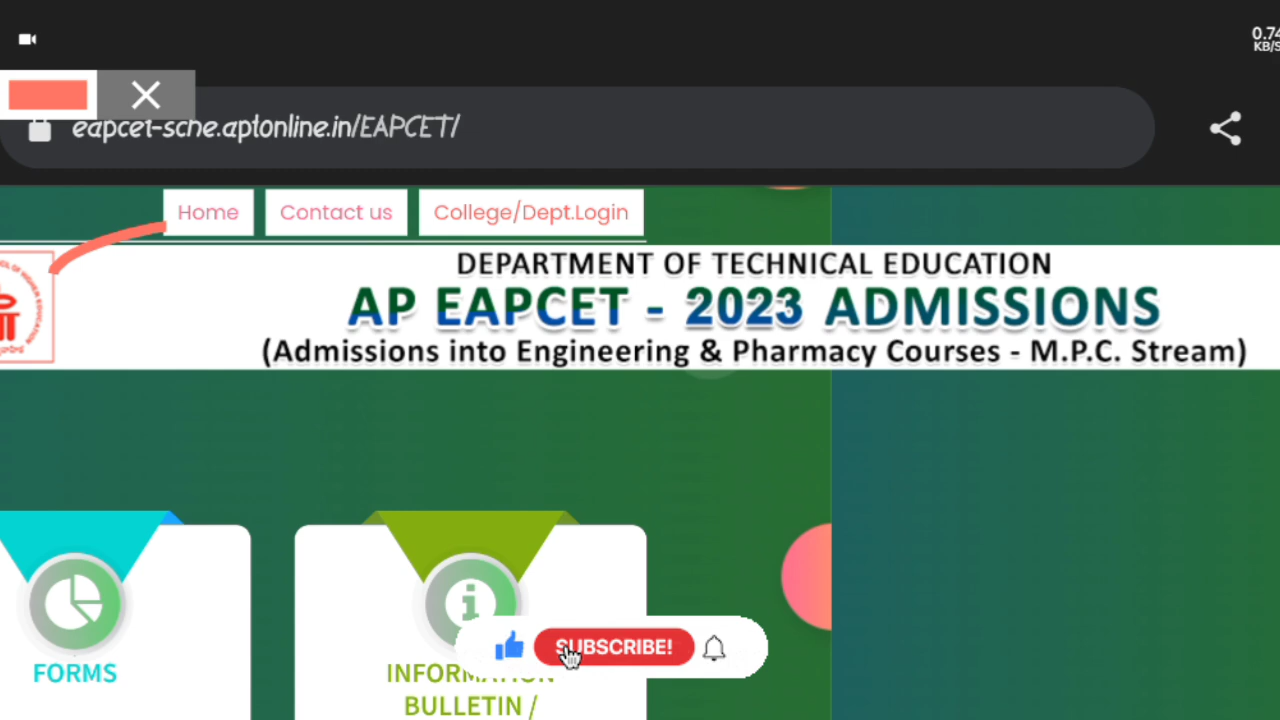 0.74
KB/S
eapcet-sche.aptonline.in/EAPCET/
Home
Contact us
College/Dept.Login
DEPARTMENT OF TECHNICAL EDUCATION
AP EAPCET - 2023 ADMISSIONS
(Admissions into Engineering & Pharmacy Courses - M.P.C. Stream)
SUBSCRIBE!
FORMS
INFORMATION
BULLETIN /